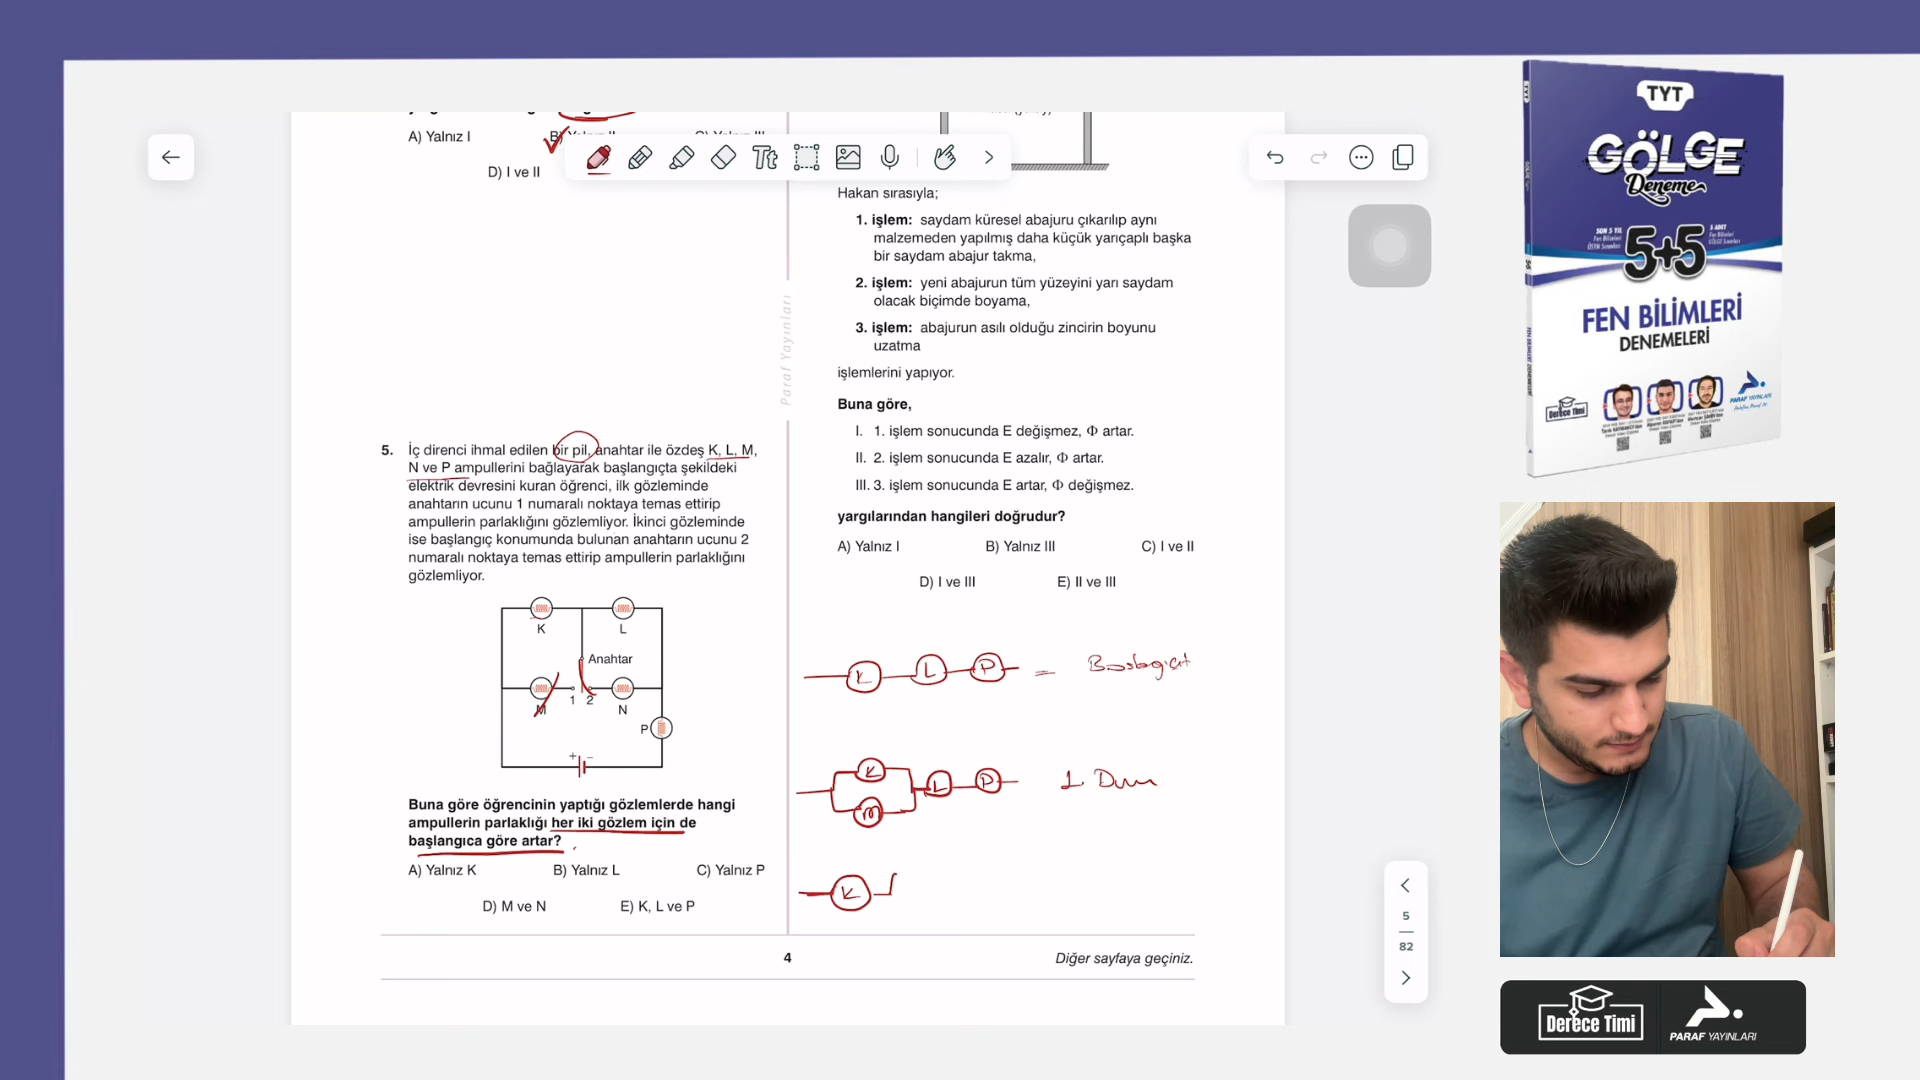 A) Yalnız I
D) I ve II
5. İç direnci ihmal edilen bir pil, anahtar ile özdeş K, L, M,
N ve P ampullerini bağlayarak başlangıçta şekildeki
elektrik devresini kuran öğrenci, ilk gözleminde
anahtarın ucunu 1 numaralı noktaya temas ettirip
ampullerin parlaklığını gözlemliyor. İkinci gözleminde
ise başlangıç konumunda bulunan anahtarın ucunu 2
numaralı noktaya temas ettirip ampullerin parlaklığını
gözlemliyor.
K
L
Anahtar
M
1
2
N
P
+
–
Buna göre öğrencinin yaptığı gözlemlerde hangi
ampullerin parlaklığı her iki gözlem için de
başlangıca göre artar?
A) Yalnız K B) Yalnız L C) Yalnız P
D) M ve N E) K, L ve P
Paraf Yayınları
Hakan sırasıyla;
1. işlem: saydam küresel abajuru çıkarılıp aynı
malzemeden yapılmış daha küçük yarıçaplı başka
bir saydam abajur takma,
2. işlem: yeni abajurun tüm yüzeyini yarı saydam
olacak biçimde boyama,
3. işlem: abajurun asılı olduğu zincirin boyunu
uzatma
işlemlerini yapıyor.
Buna göre,
I. 1. işlem sonucunda E değişmez, Φ artar.
II. 2. işlem sonucunda E azalır, Φ artar.
III. 3. işlem sonucunda E artar, Φ değişmez.
yargılarından hangileri doğrudur?
A) Yalnız I B) Yalnız III C) I ve II
D) I ve III E) II ve III
K L P =
K
M
L P
K
4
Diğer sayfaya geçiniz.
5
82
TYT
GÖLGE
Deneme
5+5
FEN BİLİMLERİ
DENEMELERİ
Derece Timi
PARAF YAYINLARI
Derece Timi
PARAF YAYINLARI